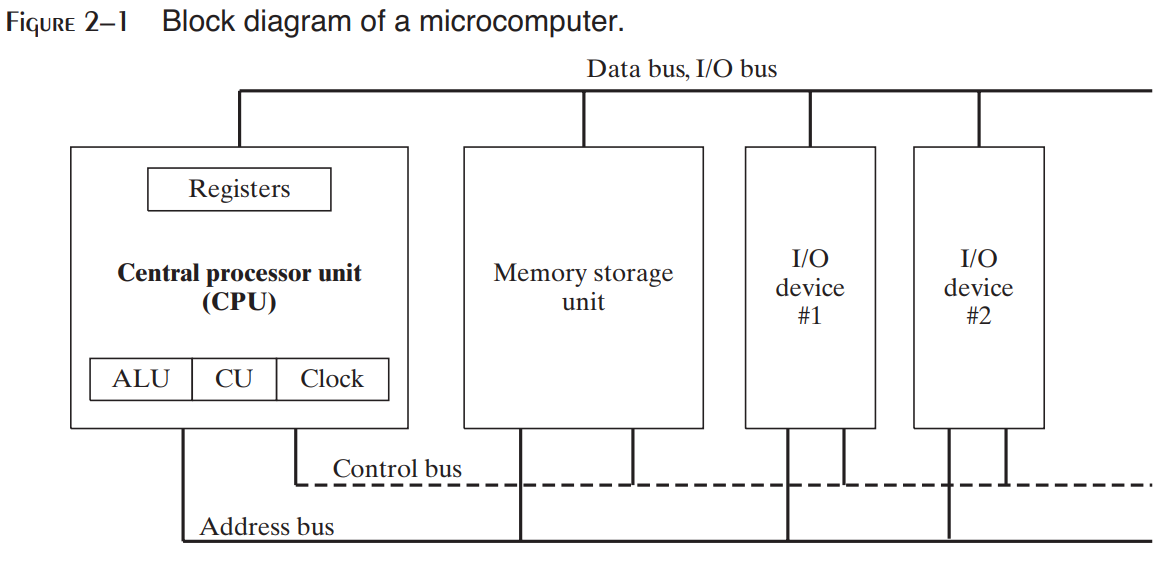 FIGURE 2–1 Block diagram of a microcomputer.
Data bus, I/O bus
Registers
Central processor unit
(CPU)
ALU CU Clock
Memory storage
unit
I/O
device
#1
I/O
device
#2
Control bus
Address bus